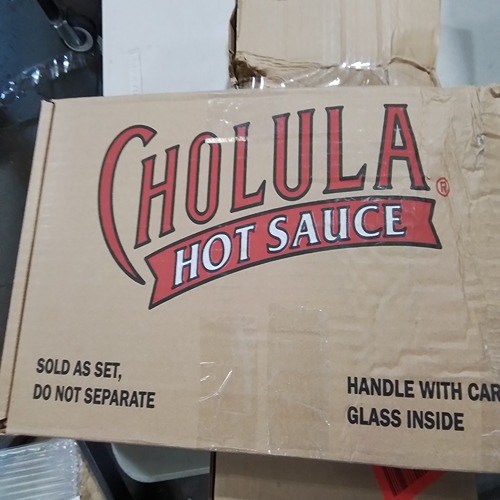 CHOLULA®
HOT SAUCE
SOLD AS SET,
DO NOT SEPARATE
HANDLE WITH CAR
GLASS INSIDE